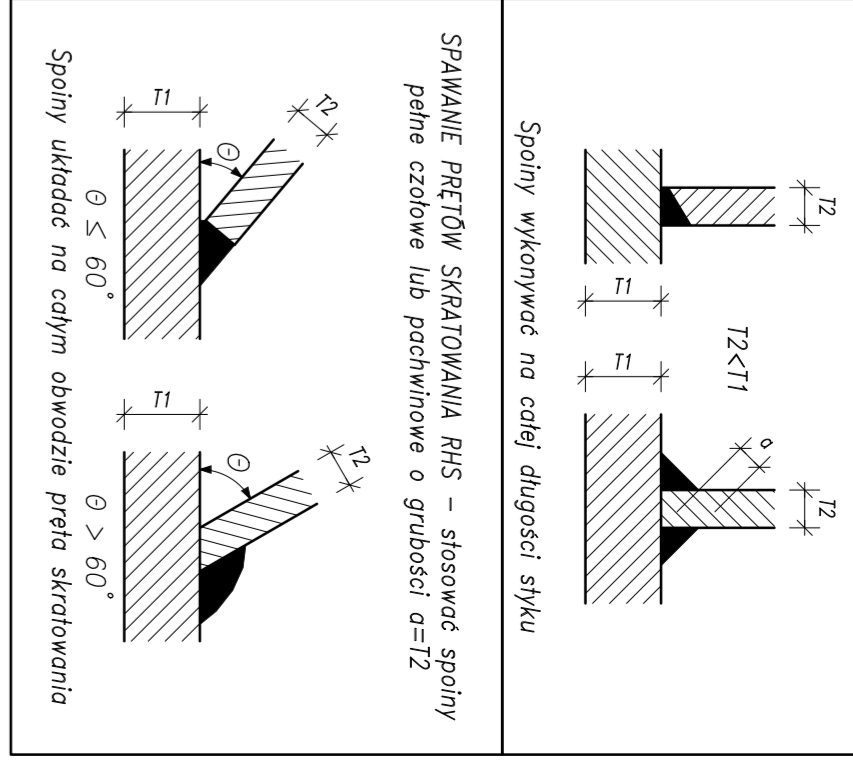 T2 T2
a
T2<T1
T1 T1
Spoiny wykonywać na całej długości styku
SPAWANIE PRĘTÓW SKRATOWANIA RHS – stosować spoiny
pełne czołowe lub pachwinowe o grubości a=T2
T2 T2
Θ Θ
T1 T1
Θ ≤ 60° Θ > 60°
Spoiny układać na całym obwodzie pręta skratowania